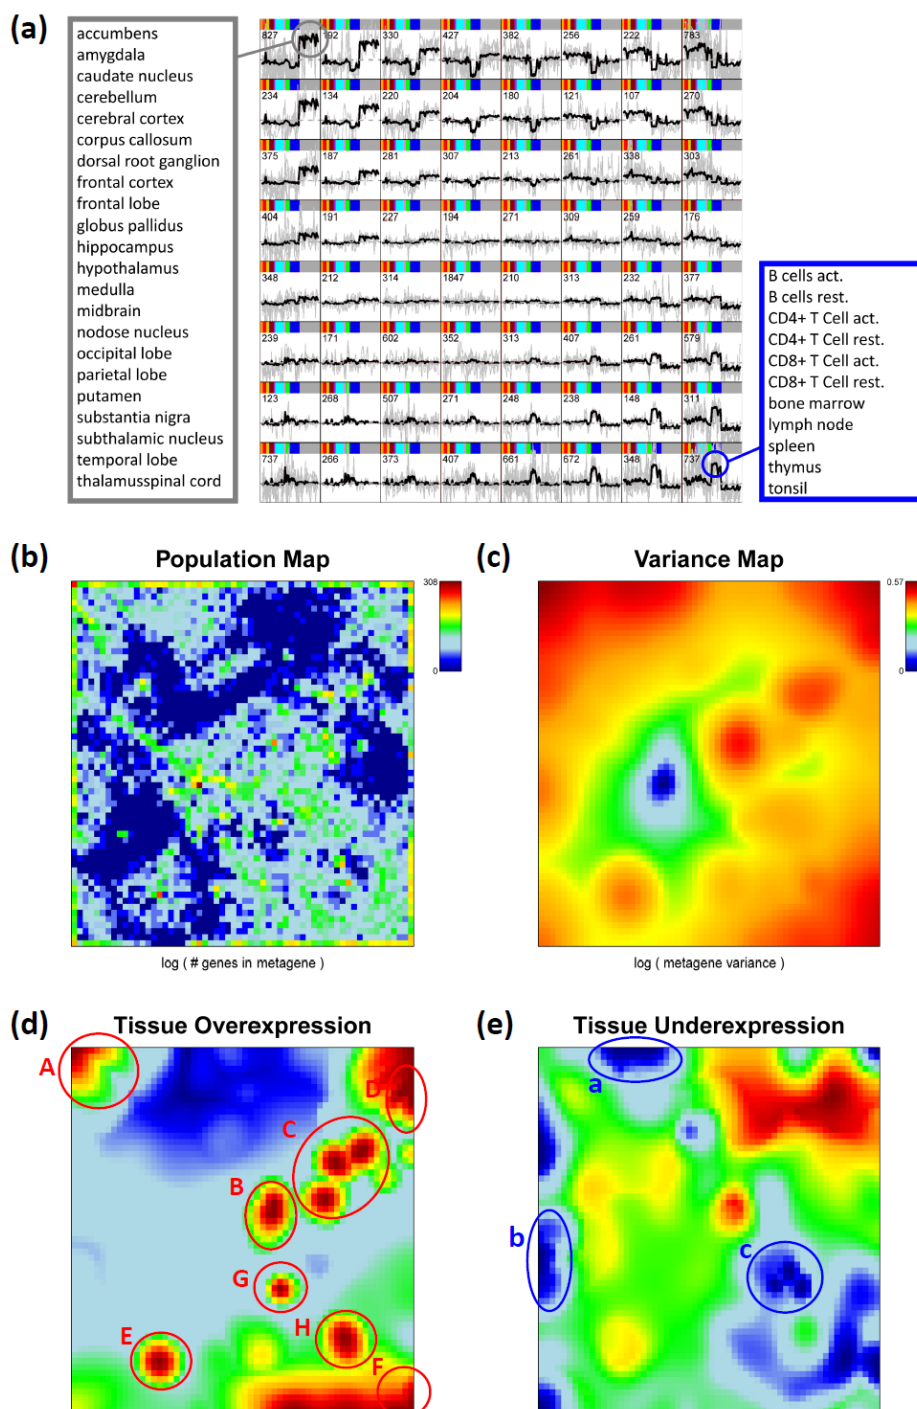 (a)
accumbens
amygdala
caudate nucleus
cerebellum
cerebral cortex
corpus callosum
dorsal root ganglion
frontal cortex
frontal lobe
globus pallidus
hippocampus
hypothalamus
medulla
midbrain
nodose nucleus
occipital lobe
parietal lobe
putamen
substantia nigra
subthalamic nucleus
temporal lobe
thalamusspinal cord
827 192 330 427 382 256 222 783
234 134 220 204 180 121 107 270
375 187 281 307 213 261 338 303
404 191 227 194 271 309 259 176
348 212 314 1847 210 313 232 377
239 171 602 352 313 407 261 579
123 268 507 271 248 238 148 311
737 266 373 407 661 672 348 737
B cells act.
B cells rest.
CD4+ T Cell act.
CD4+ T Cell rest.
CD8+ T Cell act.
CD8+ T Cell rest.
bone marrow
lymph node
spleen
thymus
tonsil
(b) Population Map
308
0
log ( # genes in metagene )
(c) Variance Map
0.57
0
log ( metagene variance )
(d) Tissue Overexpression
A
D
C
B
G
H
E
F
(e) Tissue Underexpression
a
b
c